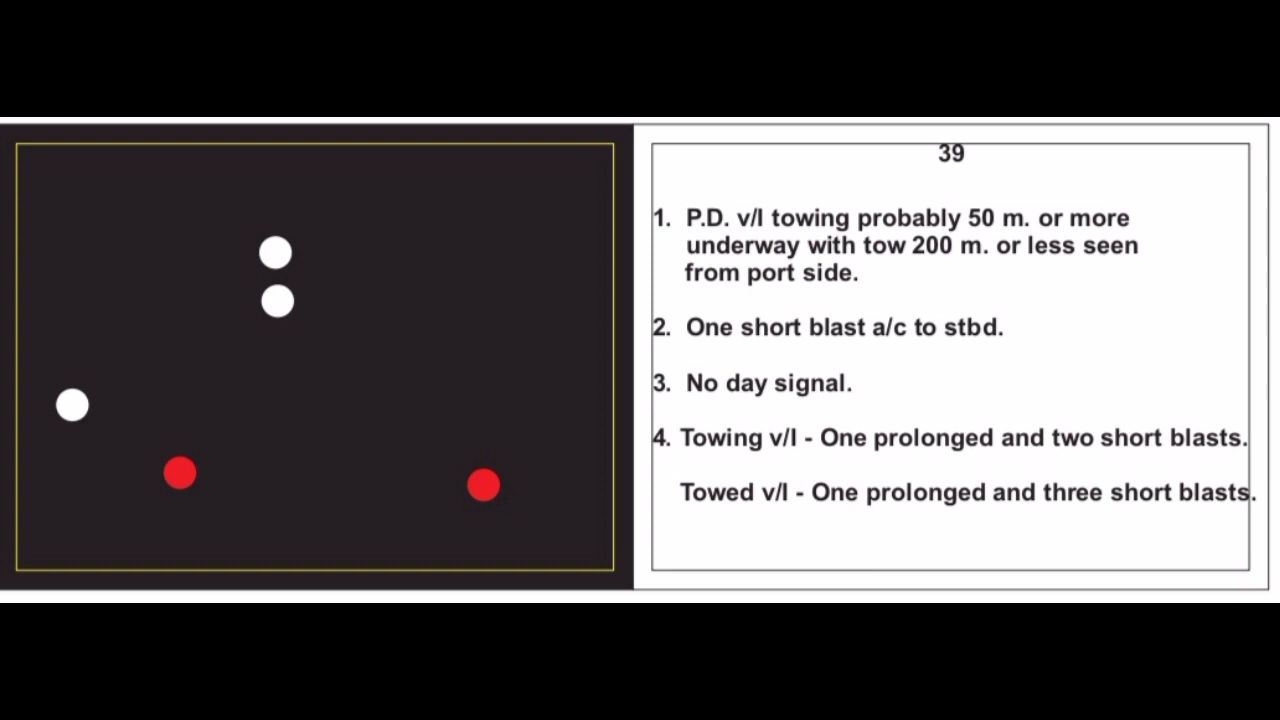 39
1. P.D. v/l towing probably 50 m. or more
underway with tow 200 m. or less seen
from port side.
2. One short blast a/c to stbd.
3. No day signal.
4. Towing v/l - One prolonged and two short blasts.
Towed v/l - One prolonged and three short blasts.